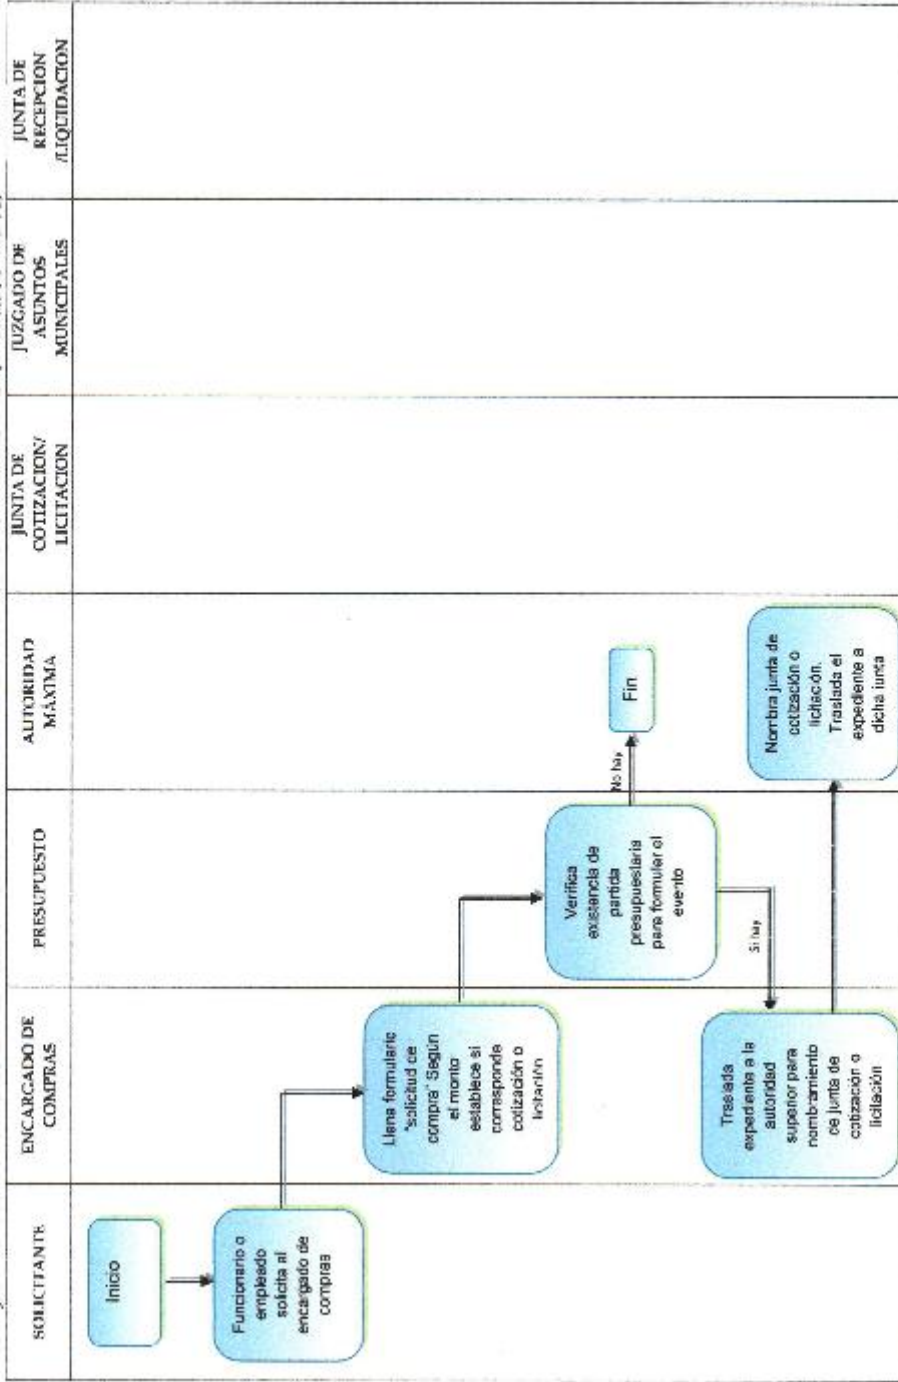 SOLICITANTE
ENCARGADO DE
COMPRAS
PRESUPUESTO
AUTORIDAD
MÁXIMA
JUNTA DE
COTIZACION/
LICITACION
JUZGADO DE
ASUNTOS
MUNICIPALES
JUNTA DE
RECEPCION
/LIQUIDACION
Inicio
Funcionario o
empleado
solicita al
encargado de
compras
Llena formulario
"solicitud de
compra" Según
el monto
establece si
corresponde
cotización o
licitación
Verifica
existencia de
partida
presupuestaria
para formular el
evento
No hay
Fin
Si hay
Traslada
expediente a la
autoridad
superior para
nombramiento
de junta de
cotización o
licitación
Nombra junta de
cotización o
licitación.
Traslada el
expediente a
dicha junta